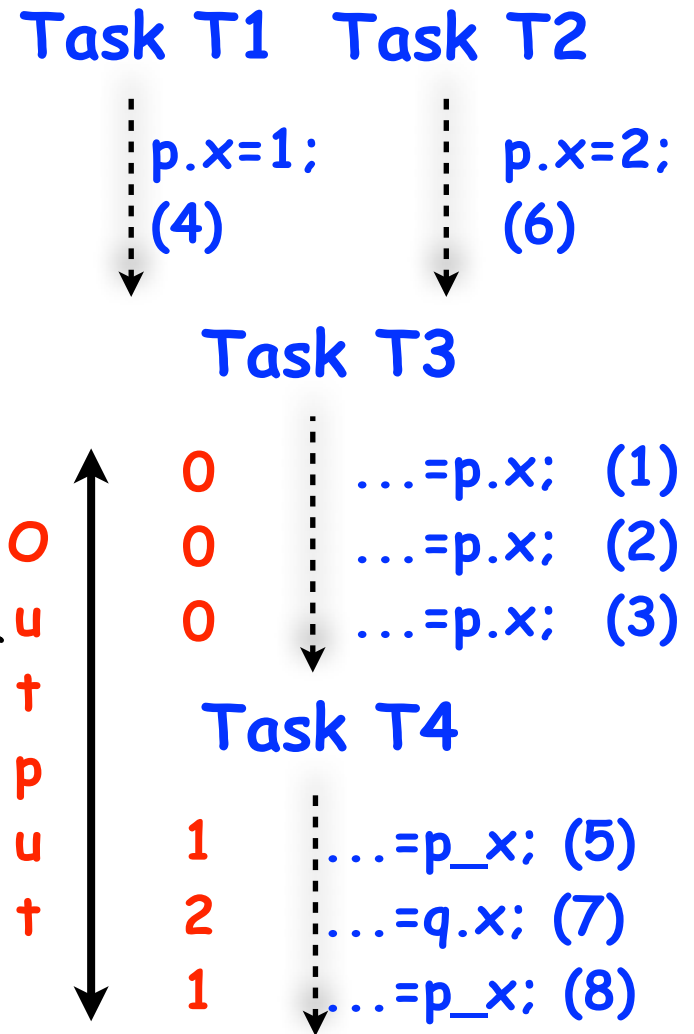 Task T1 Task T2
p.x=1; p.x=2;
(4) (6)
Task T3
0 ...=p.x; (1)
0 ...=p.x; (2)
0 ...=p.x; (3)
Output
Task T4
1 ...=p_x; (5)
2 ...=q.x; (7)
1 ...=p_x; (8)